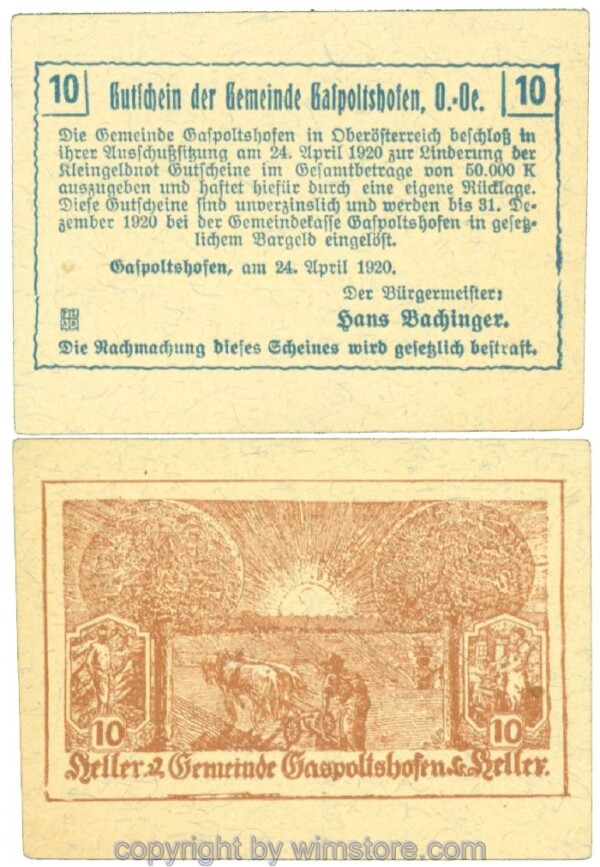 10 Gutschein der Gemeinde Gaspoltshofen, O.-Oe. 10
Die Gemeinde Gaspoltshofen in Oberösterreich beschloß in
ihrer Ausschußsitzung am 24. April 1920 zur Linderung der
Kleingeldnot Gutscheine im Gesamtbetrage von 50.000 K
auszugeben und haftet hiefür durch eine eigene Rücklage.
Diese Gutscheine sind unverzinslich und werden bis 31. De-
zember 1920 bei der Gemeindekasse Gaspoltshofen in gesetz-
lichem Bargeld eingelöst.
Gaspoltshofen, am 24. April 1920.
Der Bürgermeister:
Hans Bachinger.
Die Nachmachung dieses Scheines wird gesetzlich bestraft.
10 10
Heller. Gemeinde Gaspoltshofen. Heller.
copyright by wimstore.com